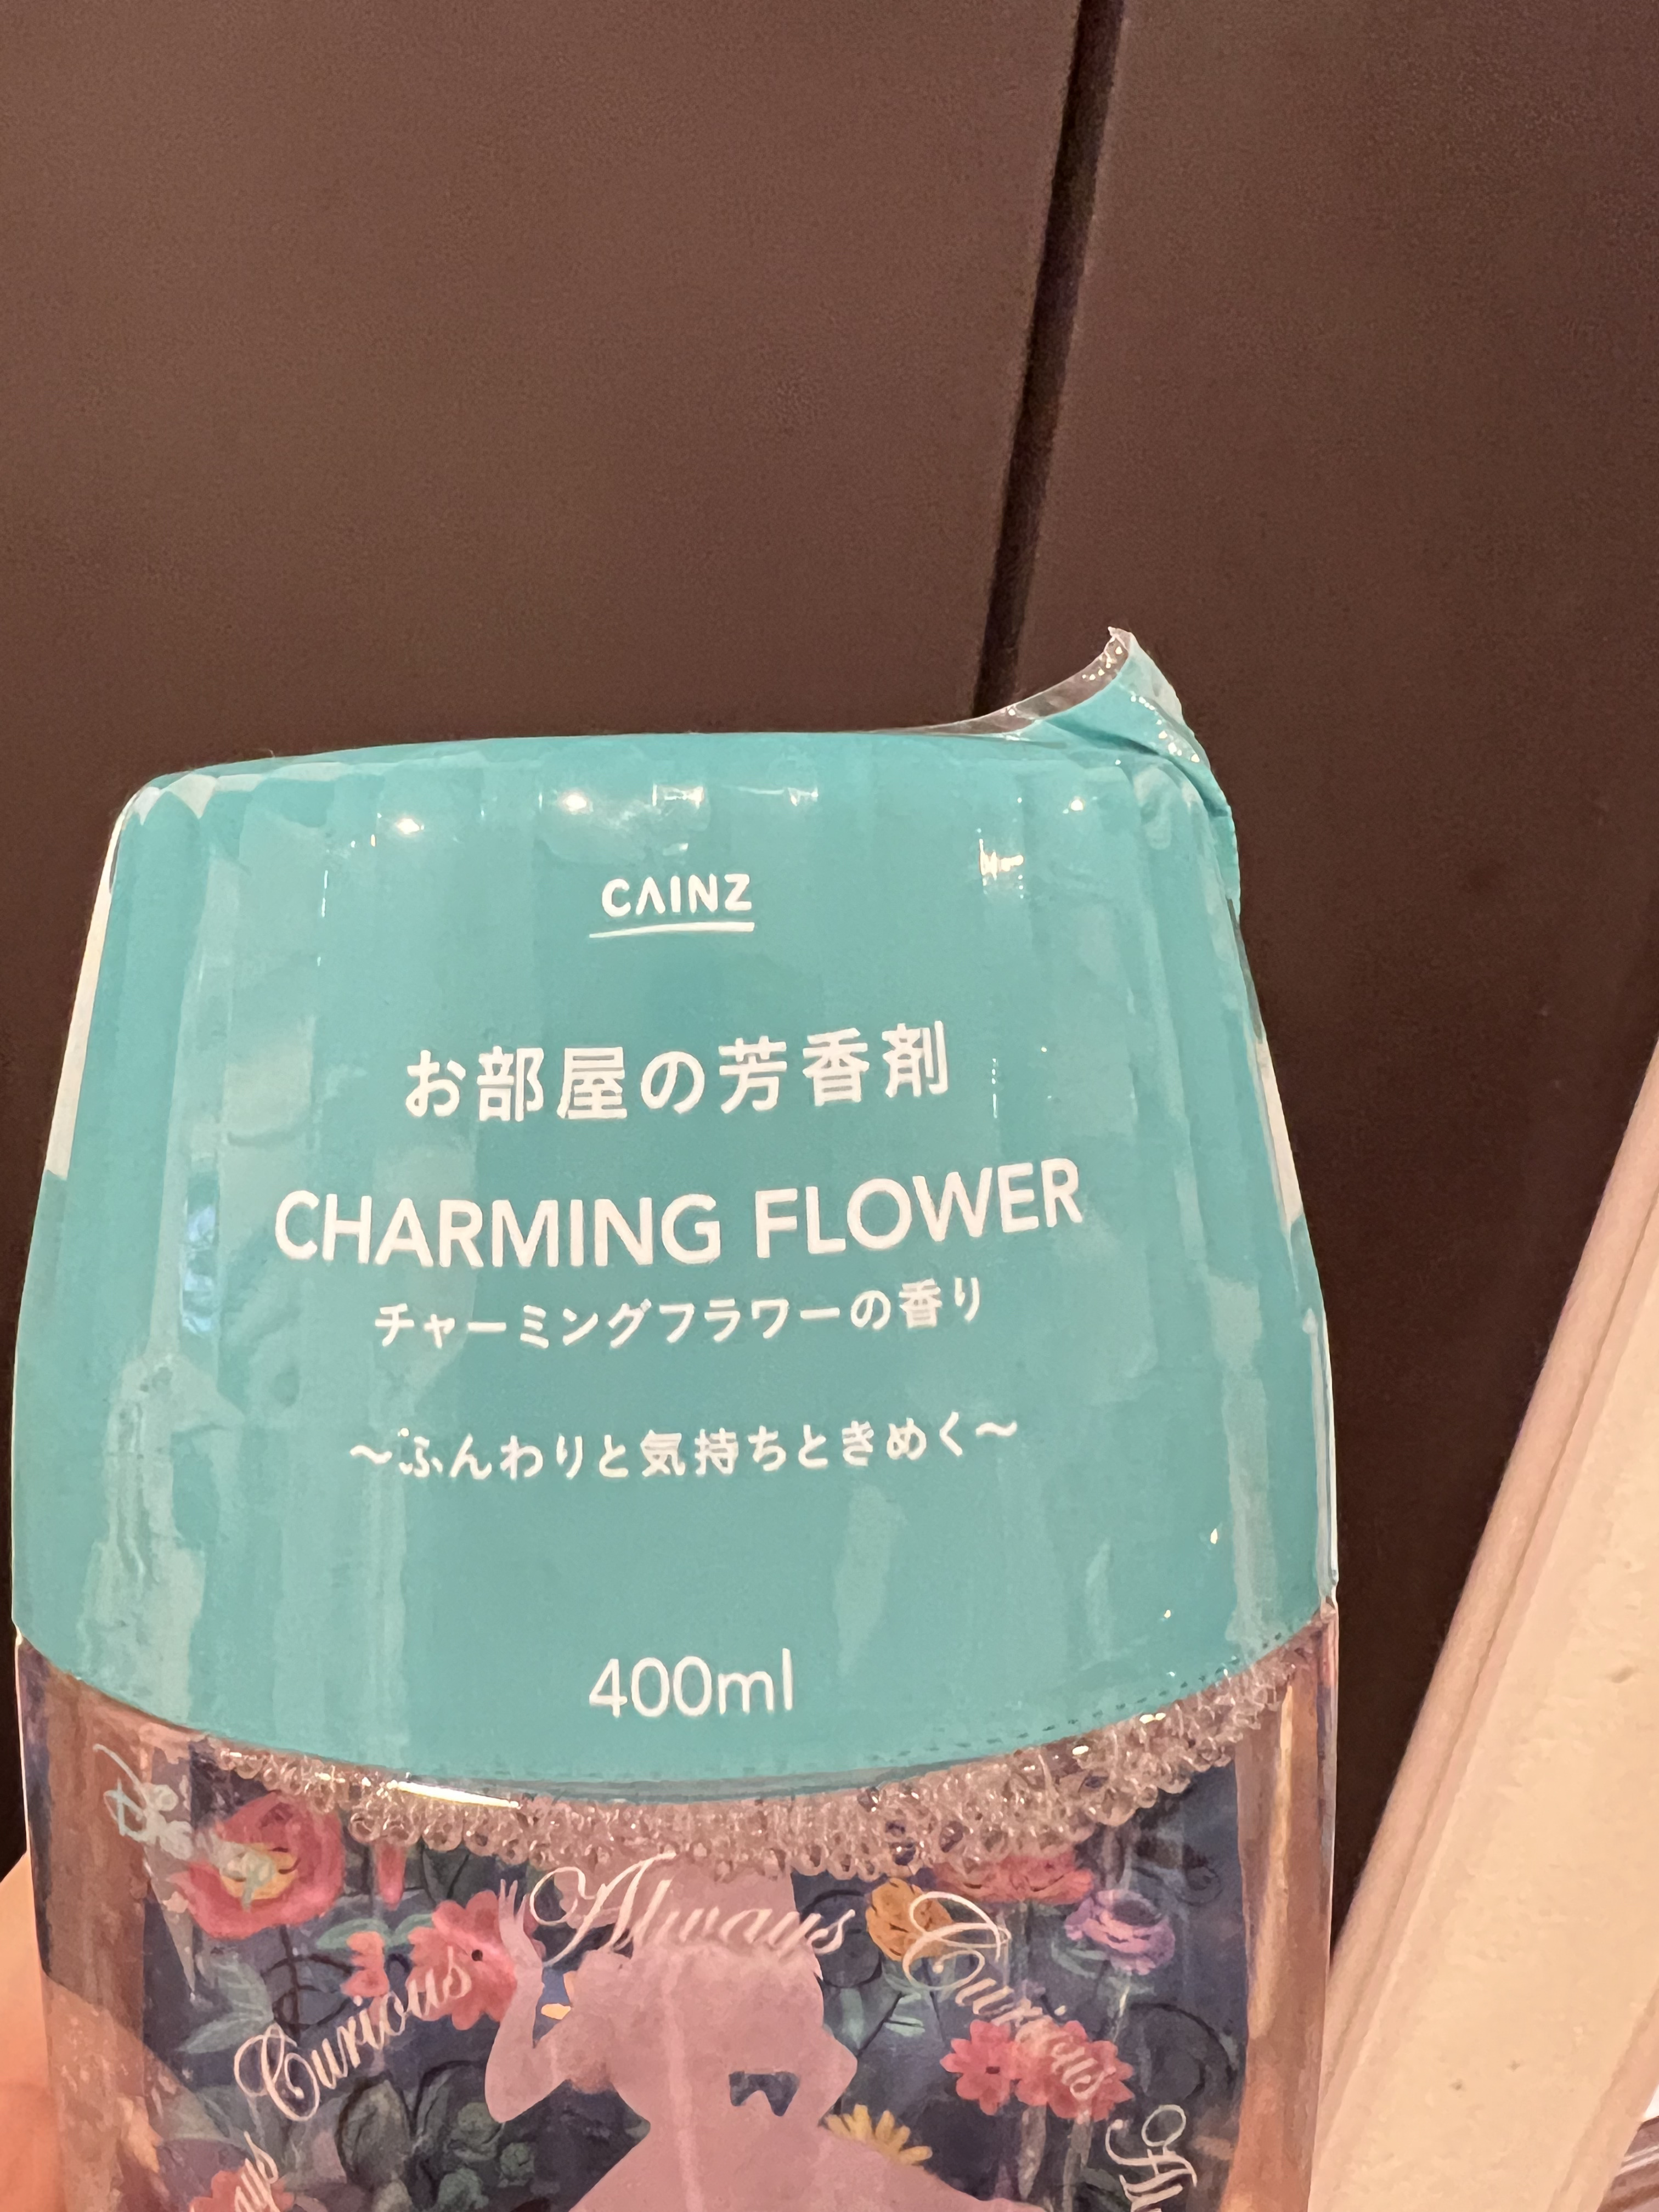 CAINZ
お部屋の芳香剤
CHARMING FLOWER
チャーミングフラワーの香り
〜ふんわりと気持ちときめく〜
400ml
Always
Curious
Curious